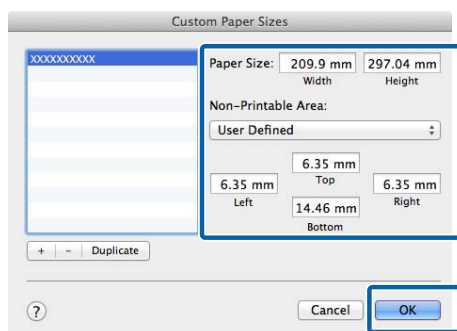 Custom Paper Sizes
XXXXXXXXXX
Paper Size: 209.9 mm 297.04 mm
Width Height
Non-Printable Area:
User Defined
6.35 mm
Top
6.35 mm 6.35 mm
Left Right
14.46 mm
Bottom
+ - Duplicate
? Cancel OK